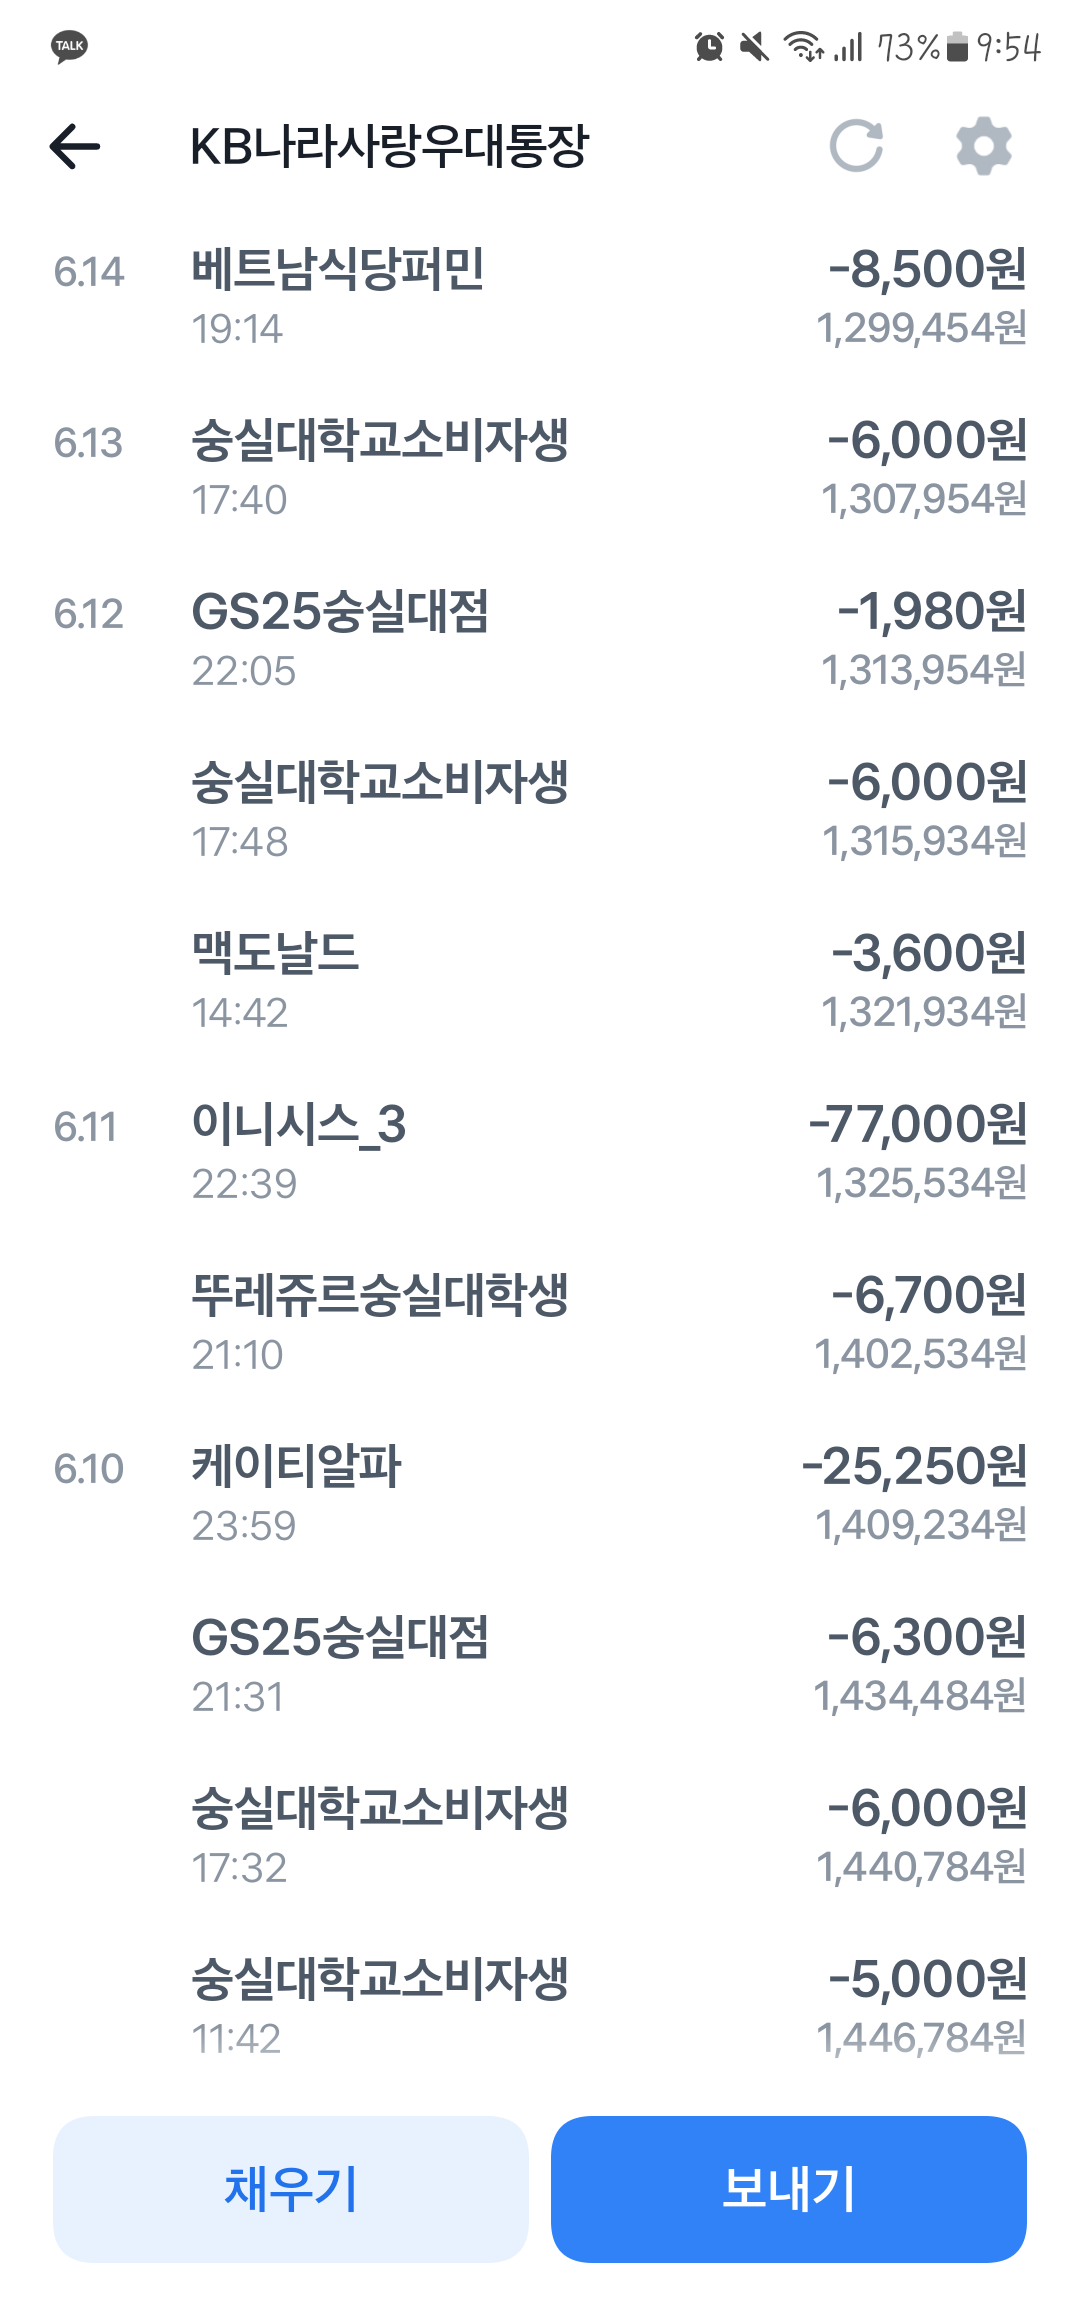 TALK 73% 9:54
KB나라사랑우대통장
6.14 베트남식당퍼민 -8,500원
19:14 1,299,454원
6.13 숭실대학교소비자생 -6,000원
17:40 1,307,954원
6.12 GS25숭실대점 -1,980원
22:05 1,313,954원
숭실대학교소비자생 -6,000원
17:48 1,315,934원
맥도날드 -3,600원
14:42 1,321,934원
6.11 이니시스_3 -77,000원
22:39 1,325,534원
뚜레쥬르숭실대학생 -6,700원
21:10 1,402,534원
6.10 케이티알파 -25,250원
23:59 1,409,234원
GS25숭실대점 -6,300원
21:31 1,434,484원
숭실대학교소비자생 -6,000원
17:32 1,440,784원
숭실대학교소비자생 -5,000원
11:42 1,446,784원
채우기 보내기